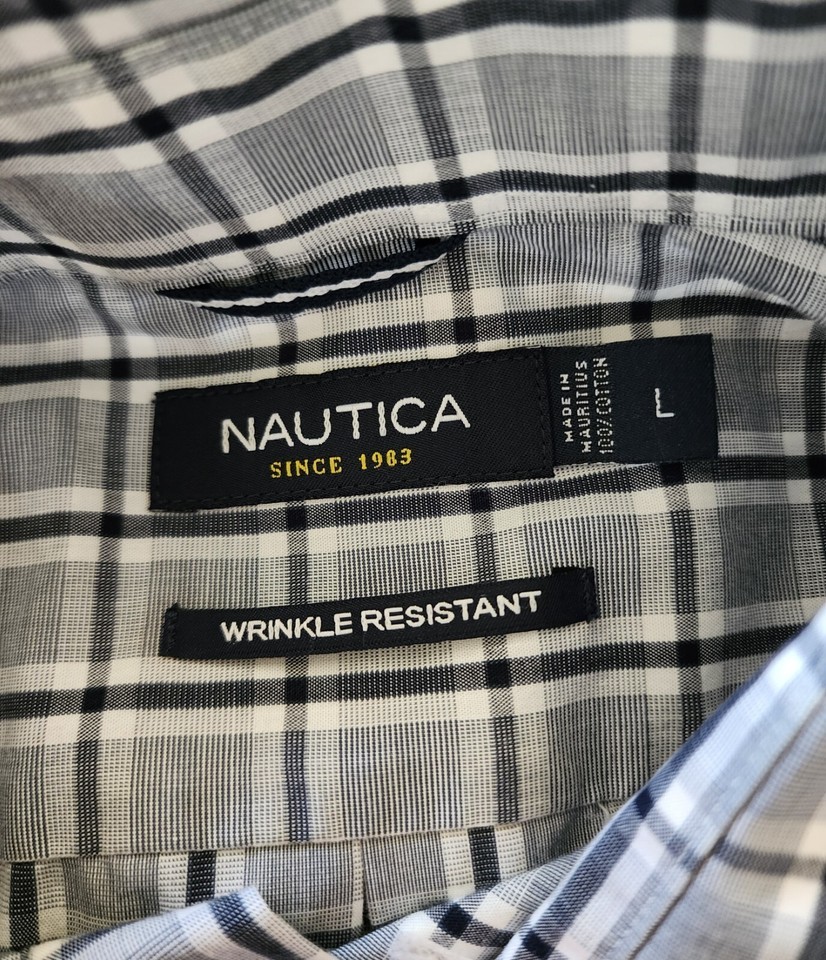 NAUTICA
SINCE 1983
MADE IN
MAURITIUS
100% COTTON
L
WRINKLE RESISTANT